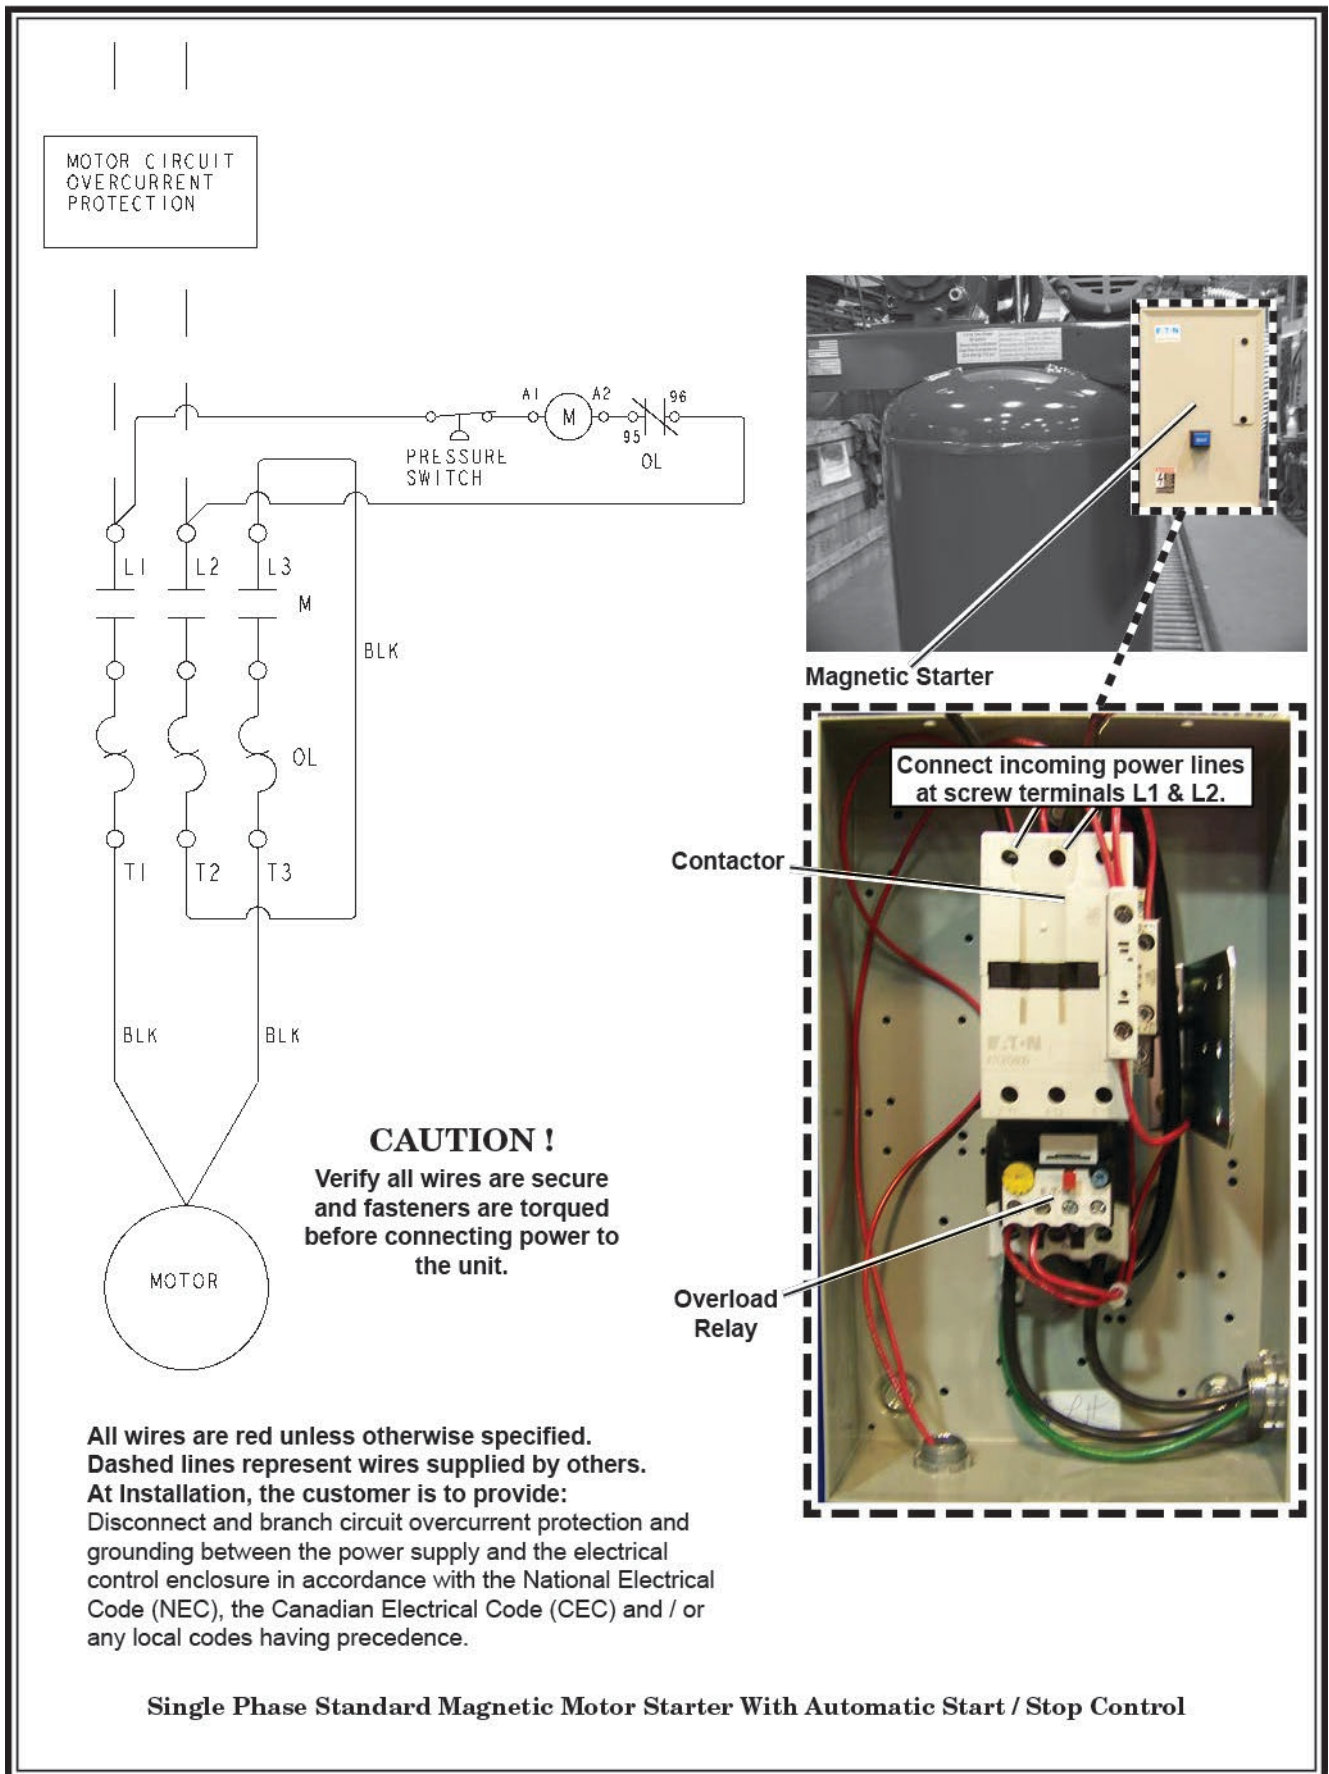 MOTOR CIRCUIT
OVERCURRENT
PROTECTION
A1
M
A2
96
95
OL
PRESSURE
SWITCH
L1
L2
L3
M
BLK
OL
T1
T2
T3
BLK
BLK
MOTOR
CAUTION !
Verify all wires are secure
and fasteners are torqued
before connecting power to
the unit.
E·T·N
Magnetic Starter
Connect incoming power lines
at screw terminals L1 & L2.
Contactor
E·T·N
Overload
Relay
All wires are red unless otherwise specified.
Dashed lines represent wires supplied by others.
At Installation, the customer is to provide:
Disconnect and branch circuit overcurrent protection and
grounding between the power supply and the electrical
control enclosure in accordance with the National Electrical
Code (NEC), the Canadian Electrical Code (CEC) and / or
any local codes having precedence.
Single Phase Standard Magnetic Motor Starter With Automatic Start / Stop Control